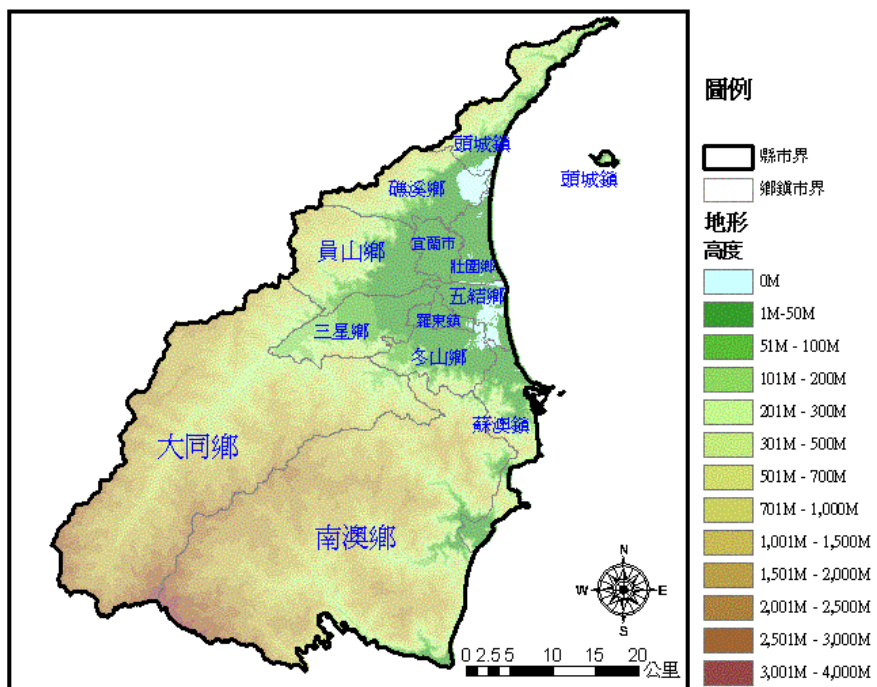 頭城鎮
頭城鎮
礁溪鄉
宜蘭市
員山鄉
壯圍鄉
五結鄉
羅東鎮
三星鄉
冬山鄉
蘇澳鎮
大同鄉
南澳鄉
N
W E
S
0 2.5 5 10 15 20
公里
圖例
縣市界
鄉鎮市界
地形
高度
0M
1M-50M
51M - 100M
101M - 200M
201M - 300M
301M - 500M
501M - 700M
701M - 1,000M
1,001M - 1,500M
1,501M - 2,000M
2,001M - 2,500M
2,501M - 3,000M
3,001M - 4,000M